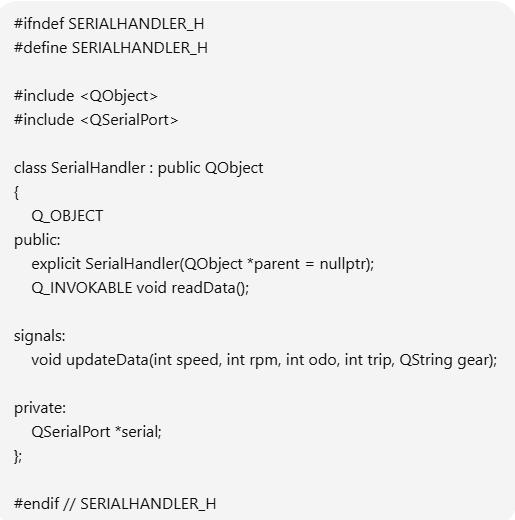 #ifndef SERIALHANDLER_H
#define SERIALHANDLER_H

#include <QObject>
#include <QSerialPort>

class SerialHandler : public QObject
{
    Q_OBJECT
public:
    explicit SerialHandler(QObject *parent = nullptr);
    Q_INVOKABLE void readData();

signals:
    void updateData(int speed, int rpm, int odo, int trip, QString gear);

private:
    QSerialPort *serial;
};

#endif // SERIALHANDLER_H